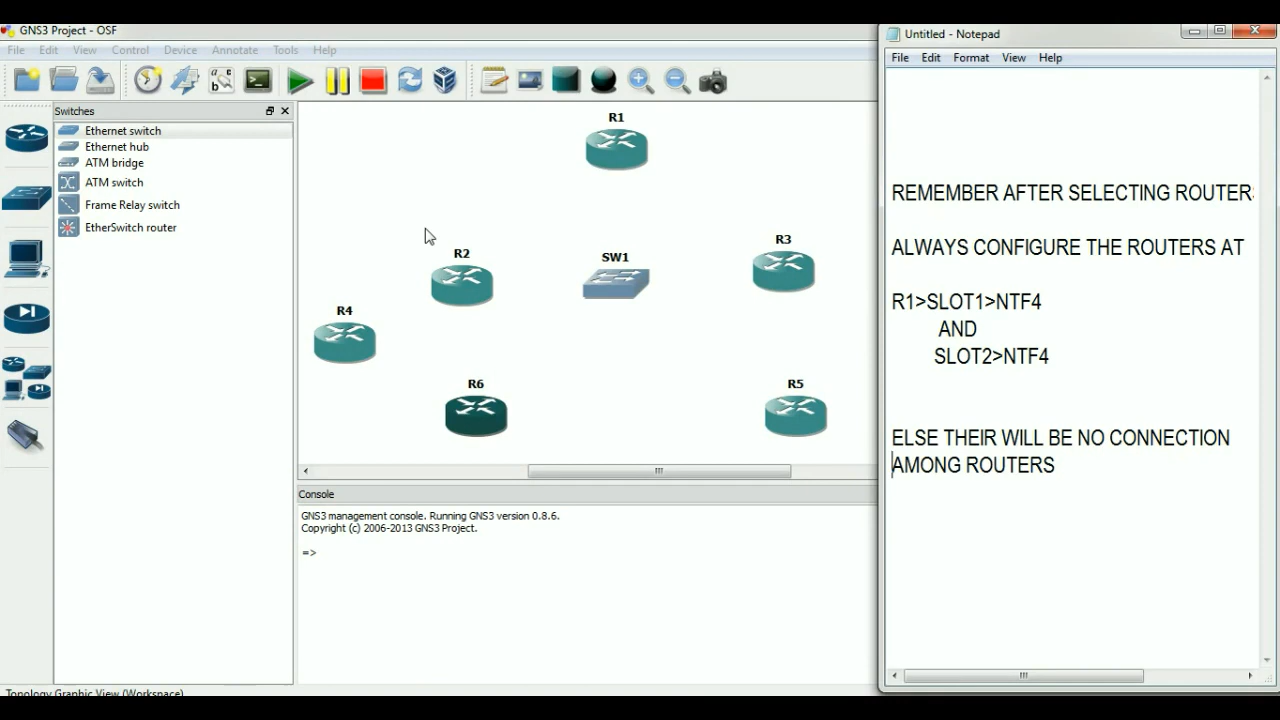 GNS3 Project - OSF
File Edit View Control Device Annotate Tools Help
Switches
Ethernet switch
Ethernet hub
ATM bridge
ATM switch
Frame Relay switch
EtherSwitch router
R1
R2
SW1
R3
R4
R6
R5
Console
GNS3 management console. Running GNS3 version 0.8.6.
Copyright (c) 2006-2013 GNS3 Project.
=>
Topology Graphic View (Workspace)
Untitled - Notepad
File Edit Format View Help
REMEMBER AFTER SELECTING ROUTERS
ALWAYS CONFIGURE THE ROUTERS AT
R1>SLOT1>NTF4
AND
SLOT2>NTF4
ELSE THEIR WILL BE NO CONNECTION
AMONG ROUTERS